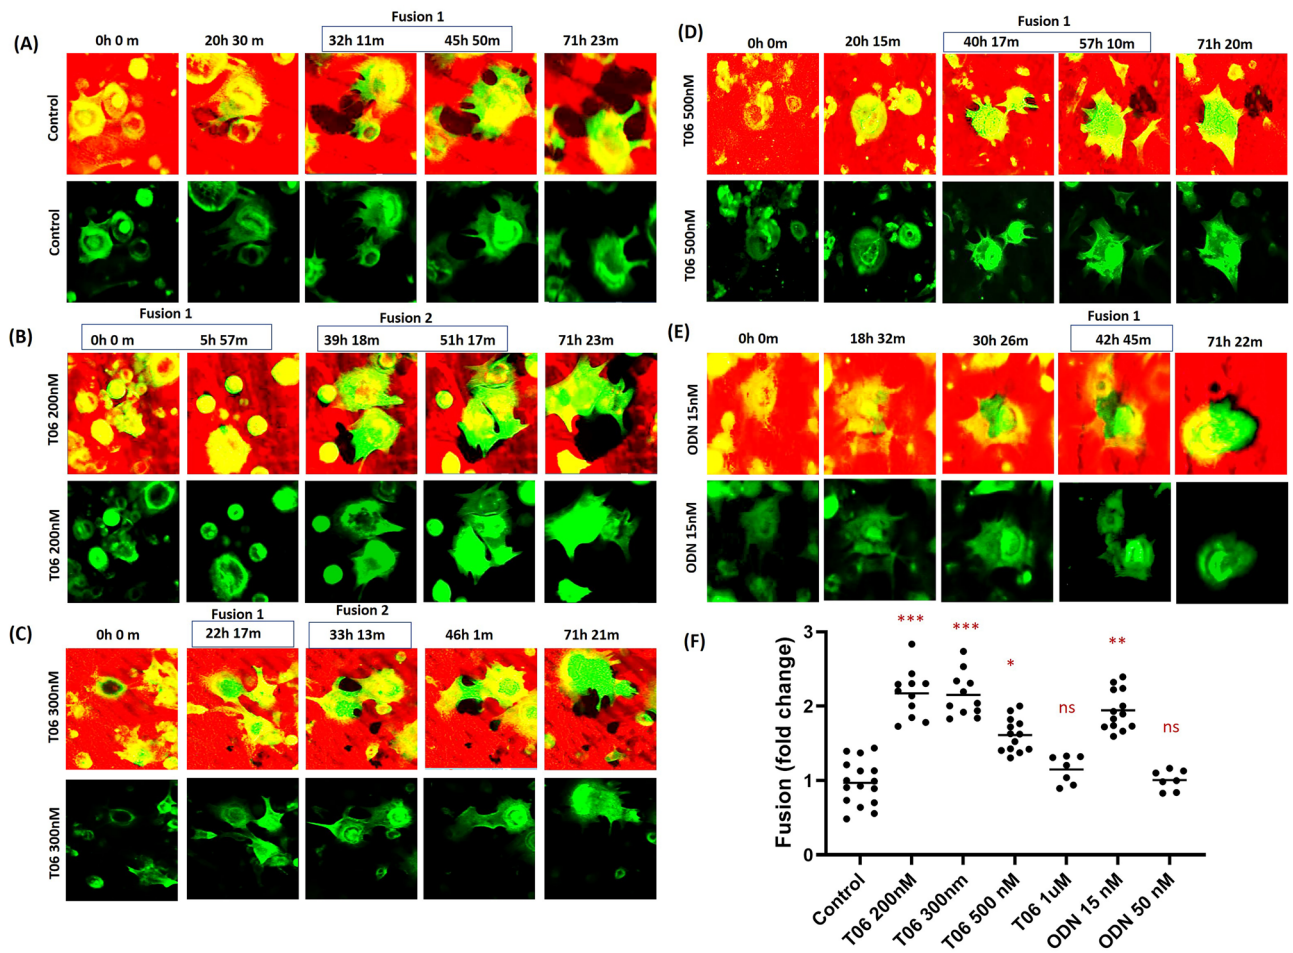 (A)
Fusion 1
0h 0 m 20h 30 m 32h 11m 45h 50m 71h 23m
Control
Control
(B)
Fusion 1 Fusion 2
0h 0 m 5h 57m 39h 18m 51h 17m 71h 23m
T06 200nM
T06 200nM
(C)
Fusion 1 Fusion 2
0h 0 m 22h 17m 33h 13m 46h 1m 71h 21m
T06 300nM
T06 300nM
(D)
Fusion 1
0h 0m 20h 15m 40h 17m 57h 10m 71h 20m
T06 500nM
T06 500nM
(E)
Fusion 1
0h 0m 18h 32m 30h 26m 42h 45m 71h 22m
ODN 15nM
ODN 15nM
(F)
Fusion (fold change)
3
2
1
0
*** *** * ns ** ns
Control T06 200nM T06 300nm T06 500 nM T06 1uM ODN 15 nM ODN 50 nM